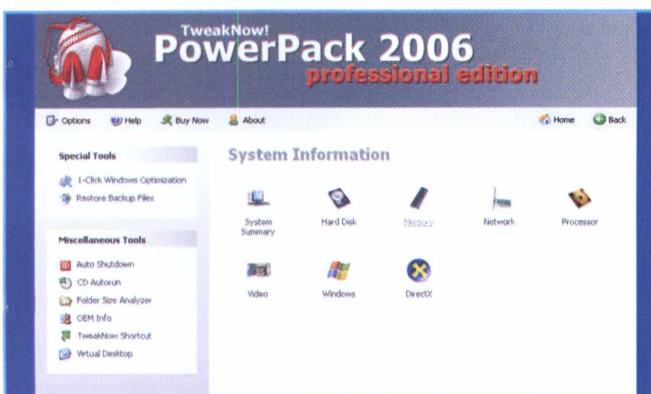 TweakNow!
PowerPack 2006
professional edition
Options Help Buy Now About Home Back
Special Tools
1-Click Windows Optimization
Restore Backup Files
Miscellaneous Tools
Auto Shutdown
CD Autorun
Folder Size Analyzer
OEM Info
TweakNow Shortcut
Virtual Desktop
System Information
System Summary
Hard Disk
Memory
Network
Processor
Video
Windows
DirectX